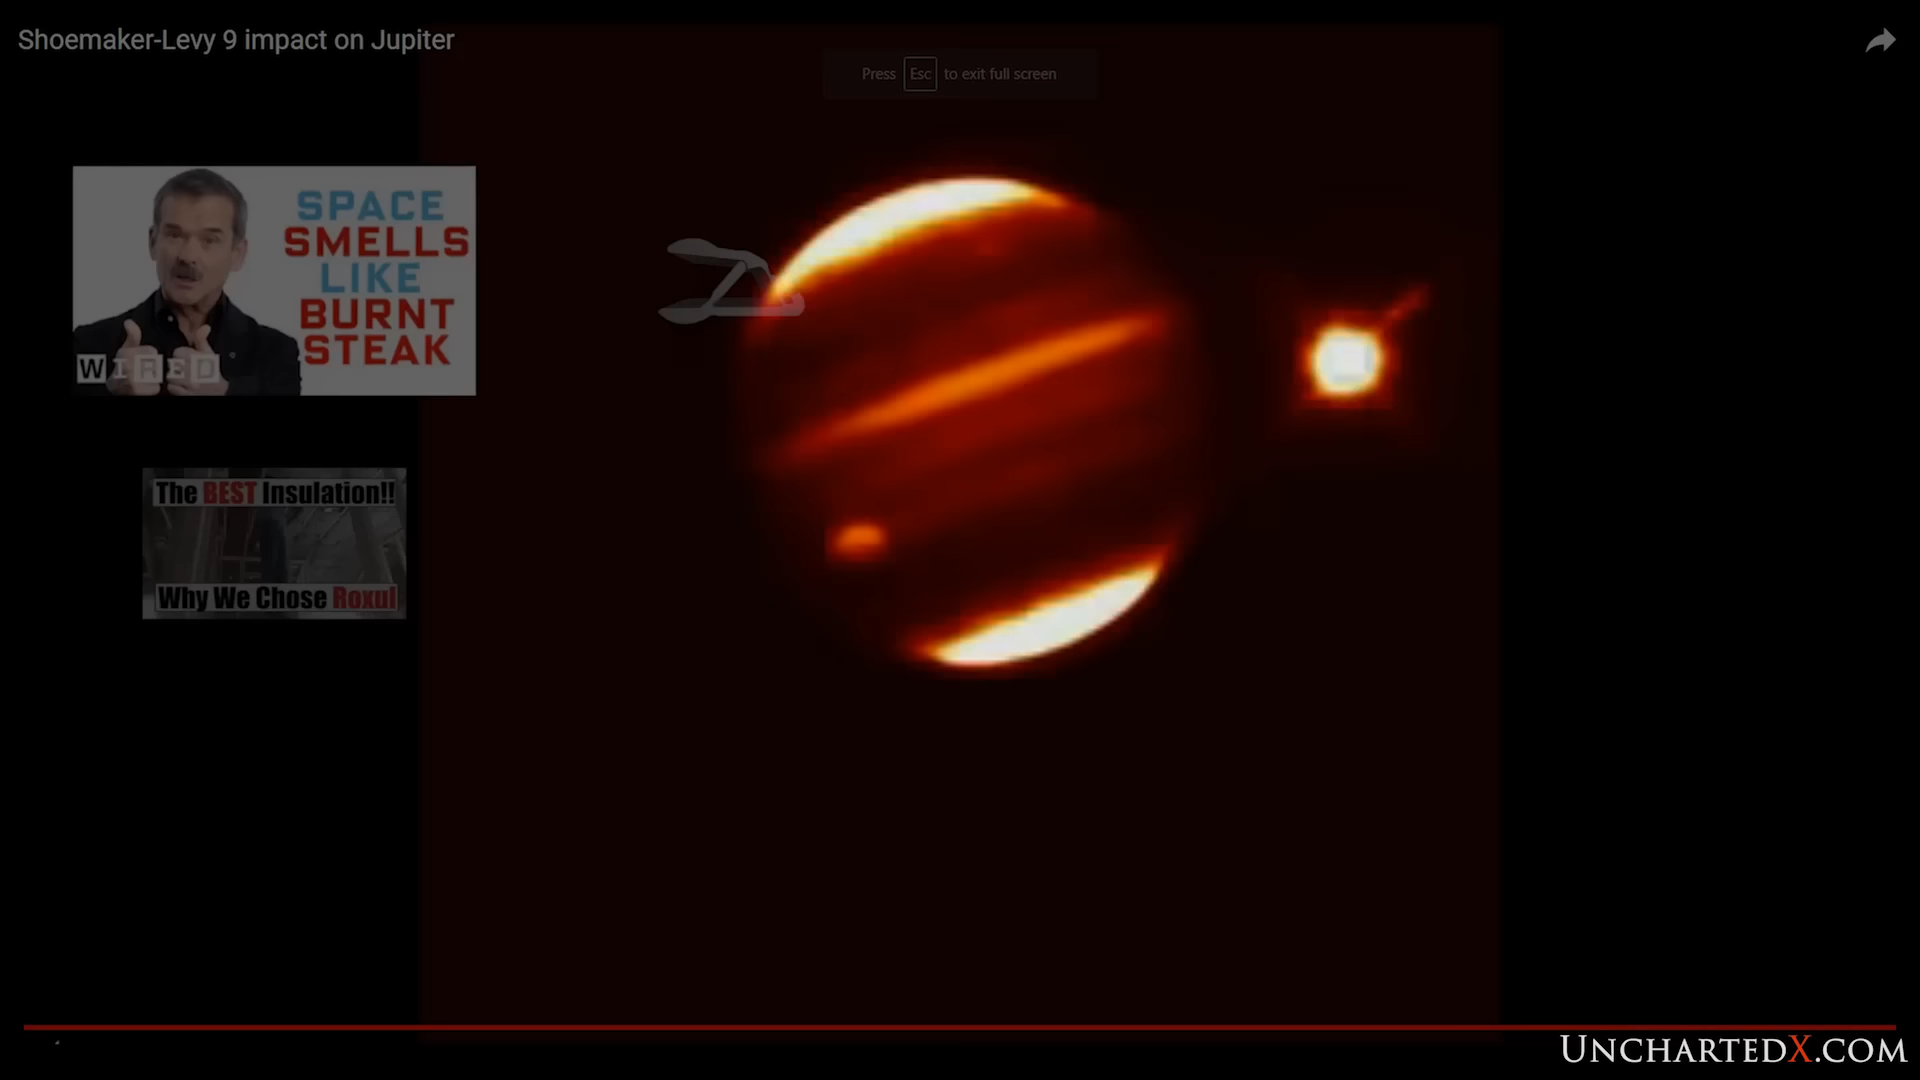 Shoemaker-Levy 9 impact on Jupiter
Press Esc to exit full screen
SPACE
SMELLS
LIKE
BURNT
STEAK
WIRED
The BEST Insulation!!
Why We Chose Roxul
UNCHARTEDX.COM